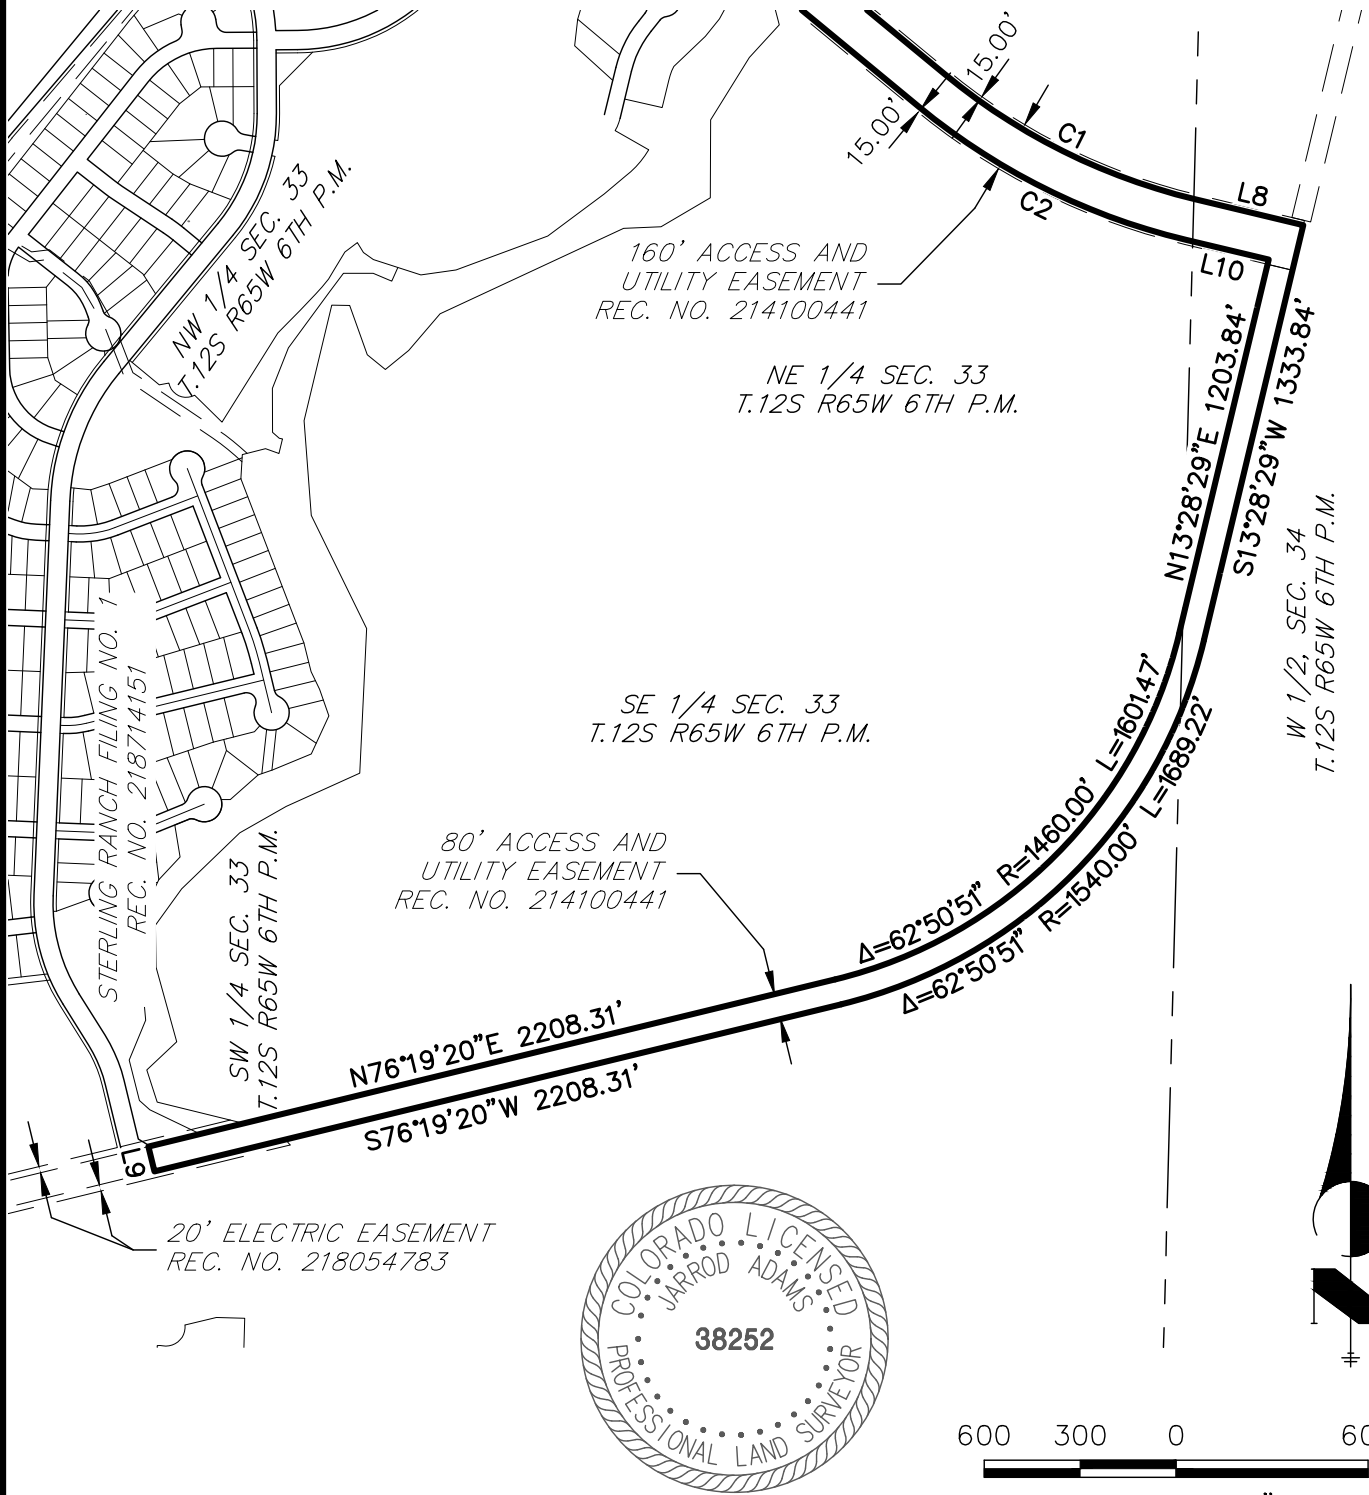 15.00'
15.00'
C1
C2
L8
L10
160' ACCESS AND
UTILITY EASEMENT
REC. NO. 214100441
NW 1/4 SEC. 33
T.12S R65W 6TH P.M.
NE 1/4 SEC. 33
T.12S R65W 6TH P.M.
N13°28'29"E 1203.84'
S13°28'29"W 1333.84'
W 1/2, SEC. 34
T.12S R65W 6TH P.M.
STERLING RANCH FILING NO. 1
REC. NO. 218714151
SE 1/4 SEC. 33
T.12S R65W 6TH P.M.
Δ=62°50'51" R=1460.00' L=1601.47'
Δ=62°50'51" R=1540.00' L=1689.22'
80' ACCESS AND
UTILITY EASEMENT
REC. NO. 214100441
SW 1/4 SEC. 33
T.12S R65W 6TH P.M.
N76°19'20"E 2208.31'
S76°19'20"W 2208.31'
L9
20' ELECTRIC EASEMENT
REC. NO. 218054783
COLORADO LICENSED
JARROD ADAMS
38252
PROFESSIONAL LAND SURVEYOR
N
600 300 0